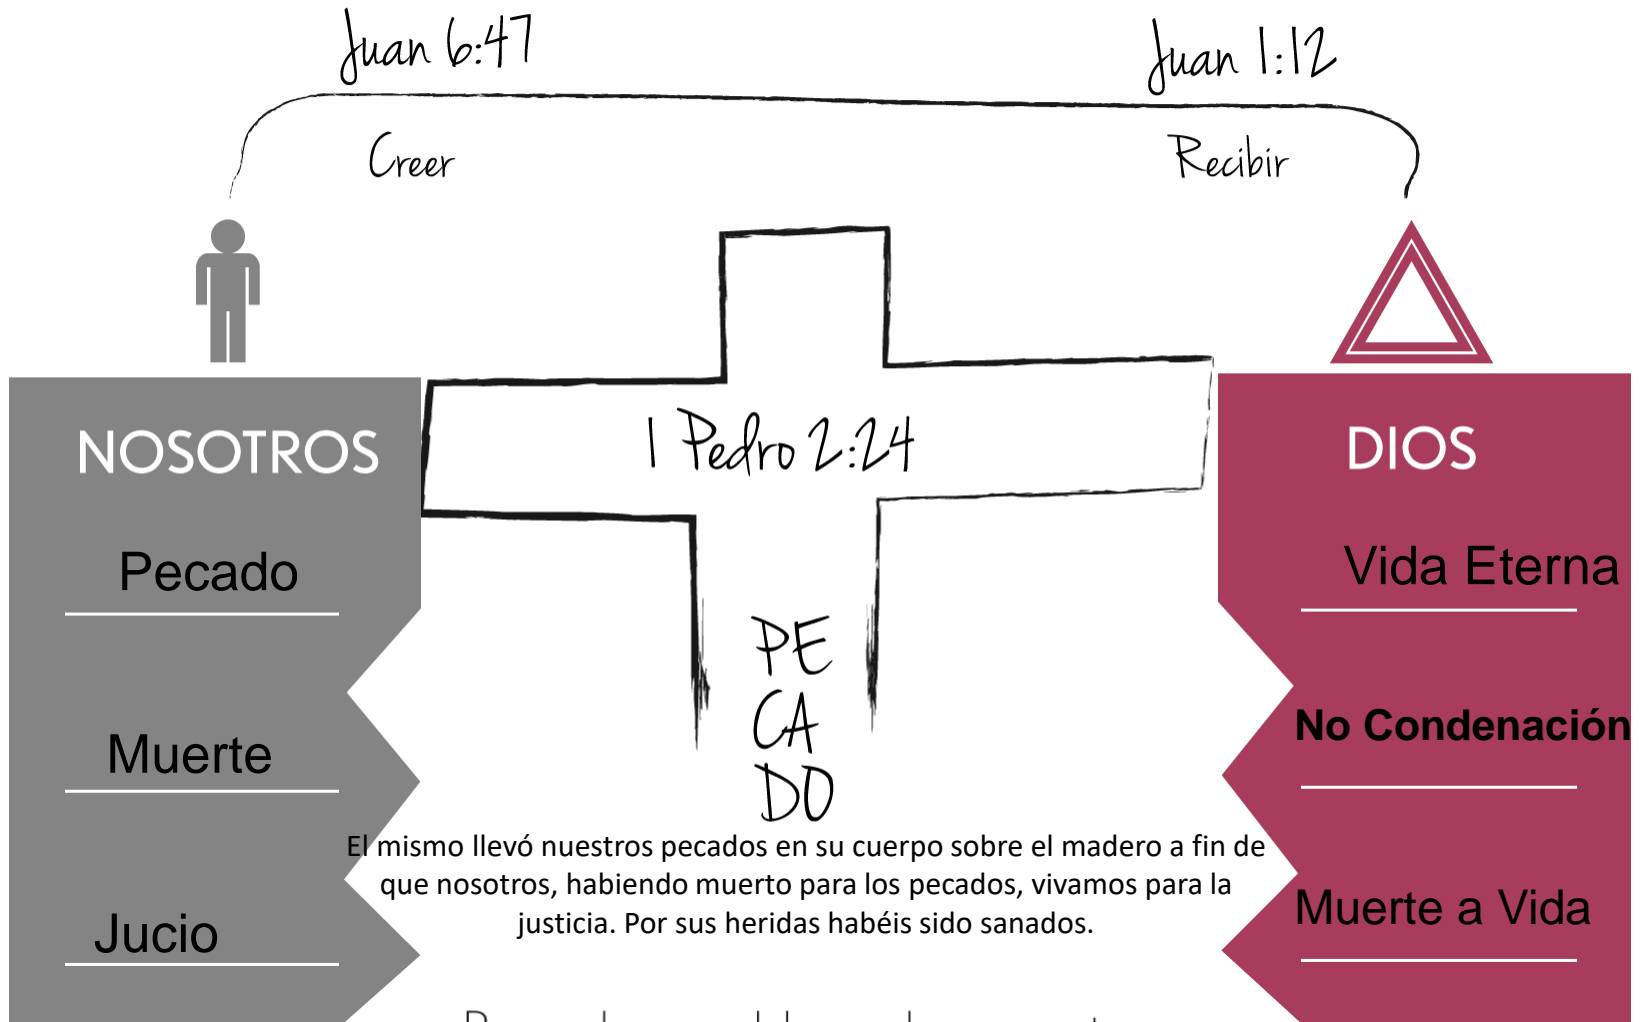 Juan 6:47
Juan 1:12
Creer
Recibir
NOSOTROS
1 Pedro 2:24
DIOS
Pecado
Vida Eterna
PE
CA
DO
Muerte
No Condenación
El mismo llevó nuestros pecados en su cuerpo sobre el madero a fin de
que nosotros, habiendo muerto para los pecados, vivamos para la
justicia. Por sus heridas habéis sido sanados.
Jucio
Muerte a Vida